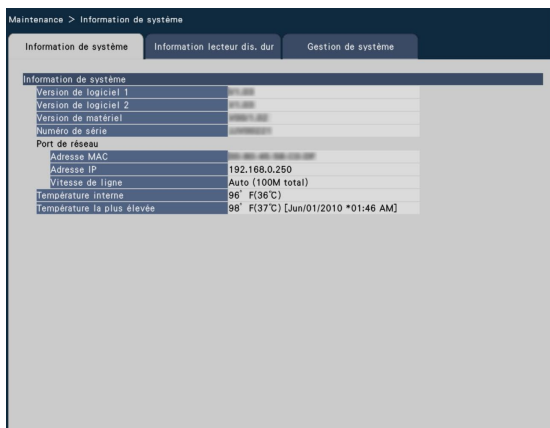 Maintenance > Information de système
Information de système Information lecteur dis. dur Gestion de système
Information de système
Version de logiciel 1
Version de logiciel 2
Version de matériel
Numéro de série
Port de réseau
Adresse MAC
Adresse IP 192.168.0.250
Vitesse de ligne Auto (100M total)
Température interne 96° F(36℃)
Température la plus élevée 98° F(37℃) [Jun/01/2010 *01:46 AM]